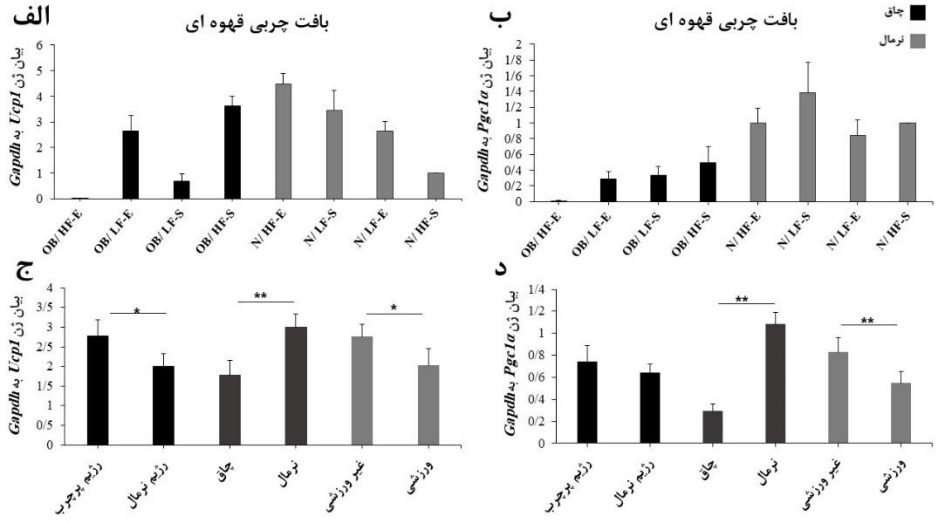 الف
بافت چربی قهوه ای
بیان ژن Ucp1 به Gapdh
6
5
4
3
2
1
0
OB/ HF-E
OB/ LF-E
OB/ LF-S
OB/ HF-S
N/ HF-E
N/ LF-S
N/ LF-E
N/ HF-S
ب
بافت چربی قهوه ای
چاق
نرمال
بیان ژن Pgc1a به Gapdh
2
1/8
1/6
1/4
1/2
1
0/8
0/6
0/4
0/2
0
OB/ HF-E
OB/ LF-E
OB/ LF-S
OB/ HF-S
N/ HF-E
N/ LF-S
N/ LF-E
N/ HF-S
ج
بیان ژن Ucp1 به Gapdh
4
3/5
3
2/5
2
1/5
1
0/5
0
*
**
*
رژیم پرچرب
رژیم نرمال
چاق
نرمال
غیر ورزشی
ورزشی
د
بیان ژن Pgc1a به Gapdh
1/4
1/2
1
0/8
0/6
0/4
0/2
0
**
**
رژیم پرچرب
رژیم نرمال
چاق
نرمال
غیر ورزشی
ورزشی